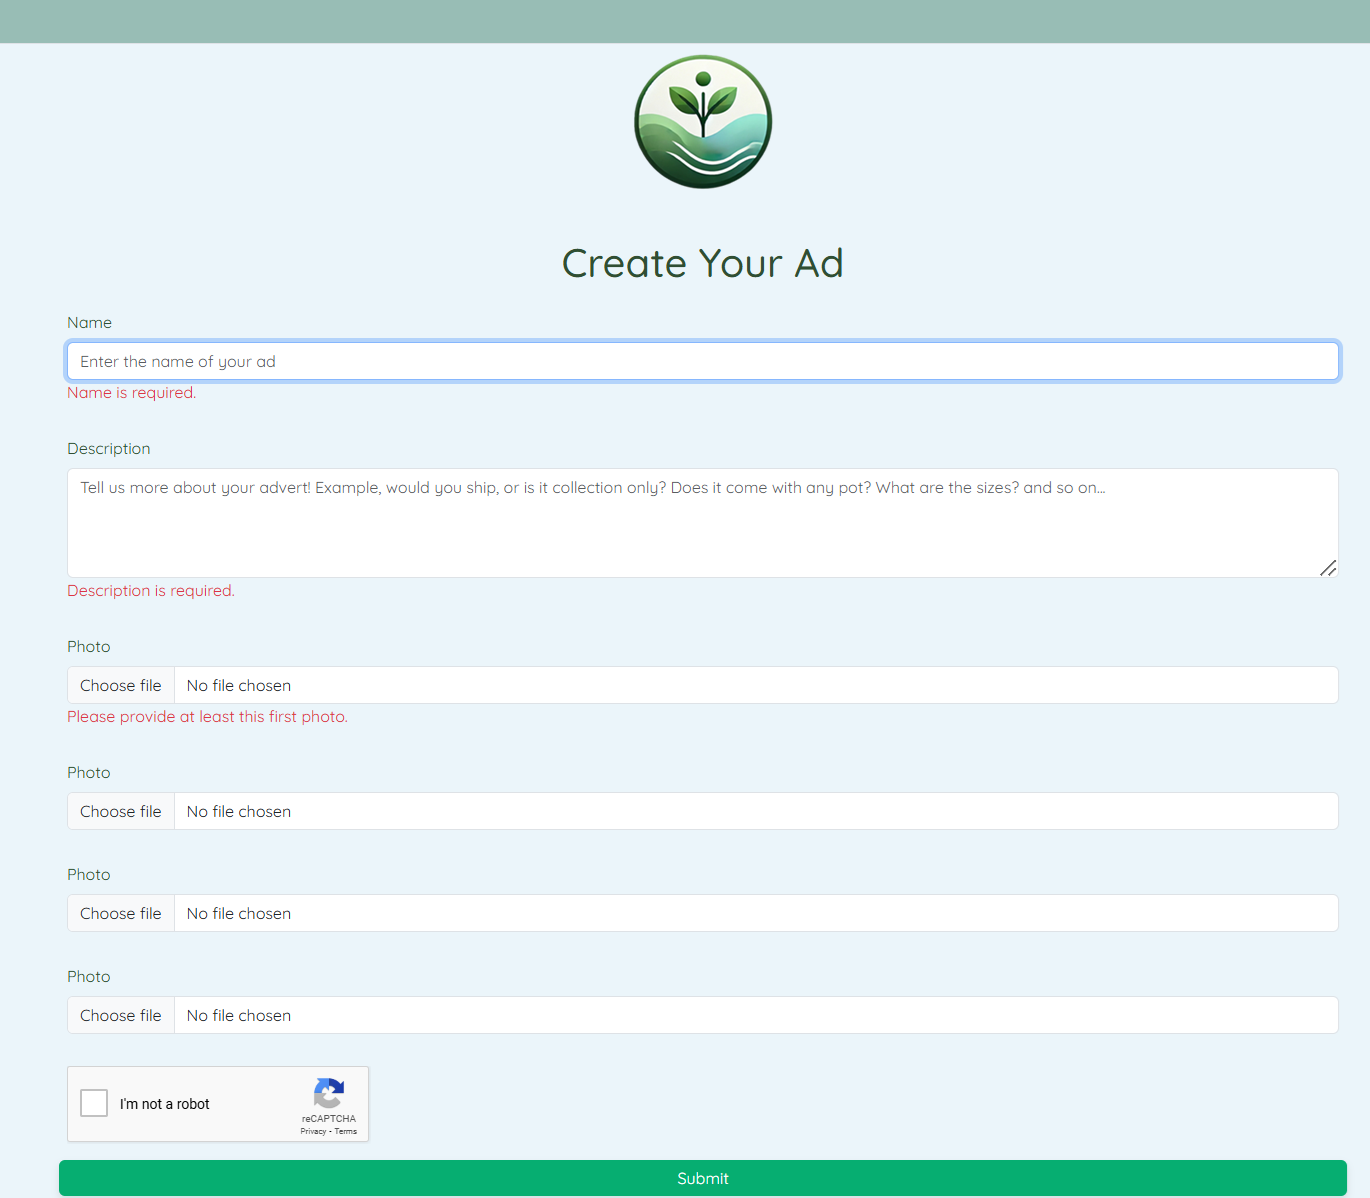 Create Your Ad
Name
Enter the name of your ad
Name is required.
Description
Tell us more about your advert! Example, would you ship, or is it collection only? Does it come with any pot? What are the sizes? and so on...
Description is required.
Photo
Choose file No file chosen
Please provide at least this first photo.
Photo
Choose file No file chosen
Photo
Choose file No file chosen
Photo
Choose file No file chosen
I'm not a robot
reCAPTCHA
Privacy - Terms
Submit